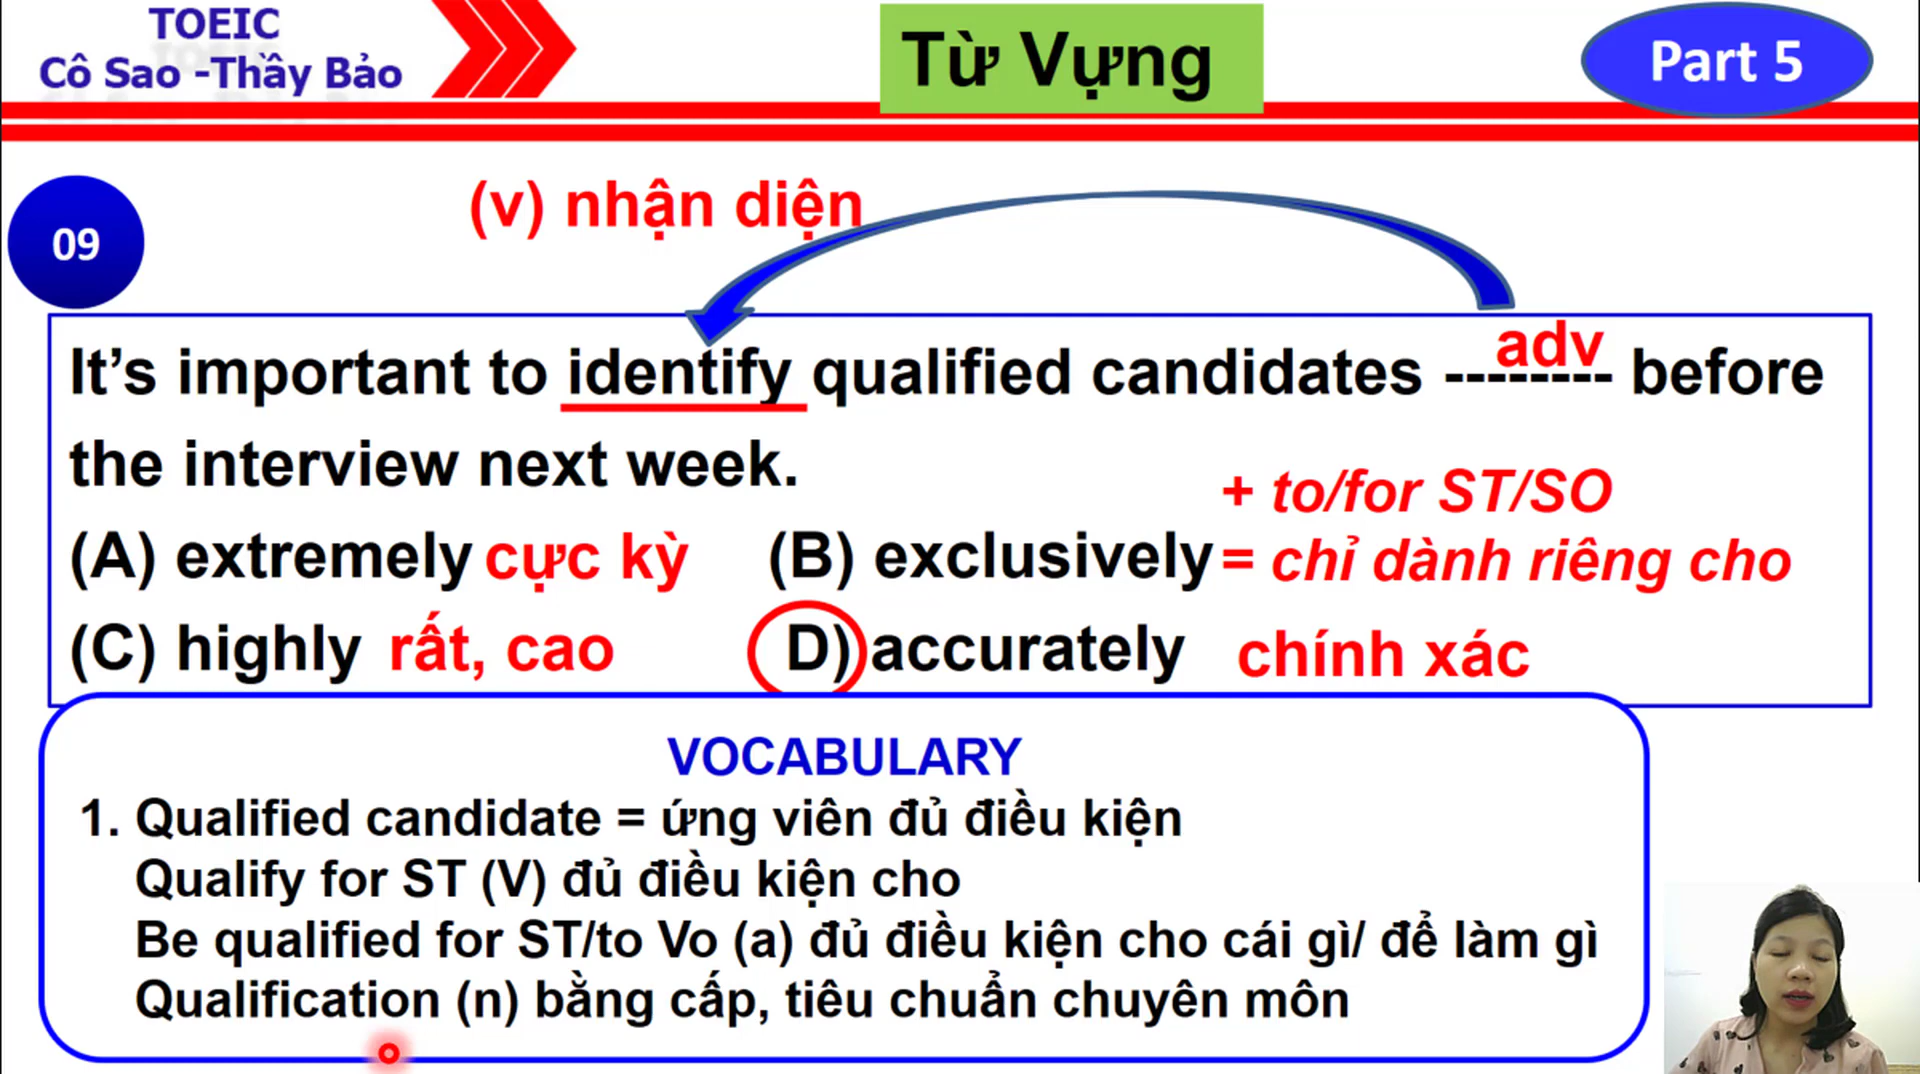 TOEIC
Cô Sao -Thầy Bảo
Từ Vựng
Part 5
09
(v) nhận diện
adv
It’s important to identify qualified candidates -------- before
the interview next week.
+ to/for ST/SO
(A) extremely cực kỳ (B) exclusively = chỉ dành riêng cho
(C) highly rất, cao D) accurately chính xác
VOCABULARY
1. Qualified candidate = ứng viên đủ điều kiện
Qualify for ST (V) đủ điều kiện cho
Be qualified for ST/to Vo (a) đủ điều kiện cho cái gì/ để làm gì
Qualification (n) bằng cấp, tiêu chuẩn chuyên môn